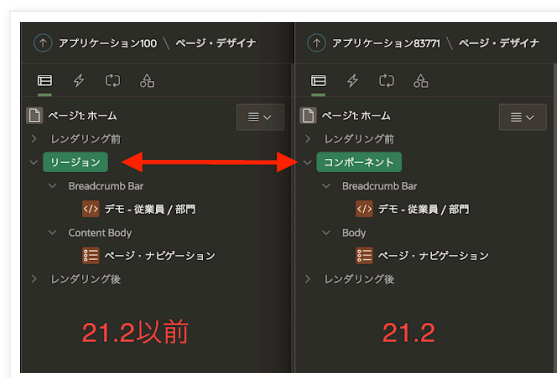 アプリケーション100 \ ページ・デザイナ
ページ1: ホーム
レンダリング前
リージョン
Breadcrumb Bar
</> デモ - 従業員 / 部門
Content Body
ページ・ナビゲーション
レンダリング後
21.2以前
アプリケーション83771 \ ページ・デザイナ
ページ1: ホーム
レンダリング前
コンポーネント
Breadcrumb Bar
</> デモ - 従業員 / 部門
Body
ページ・ナビゲーション
レンダリング後
21.2